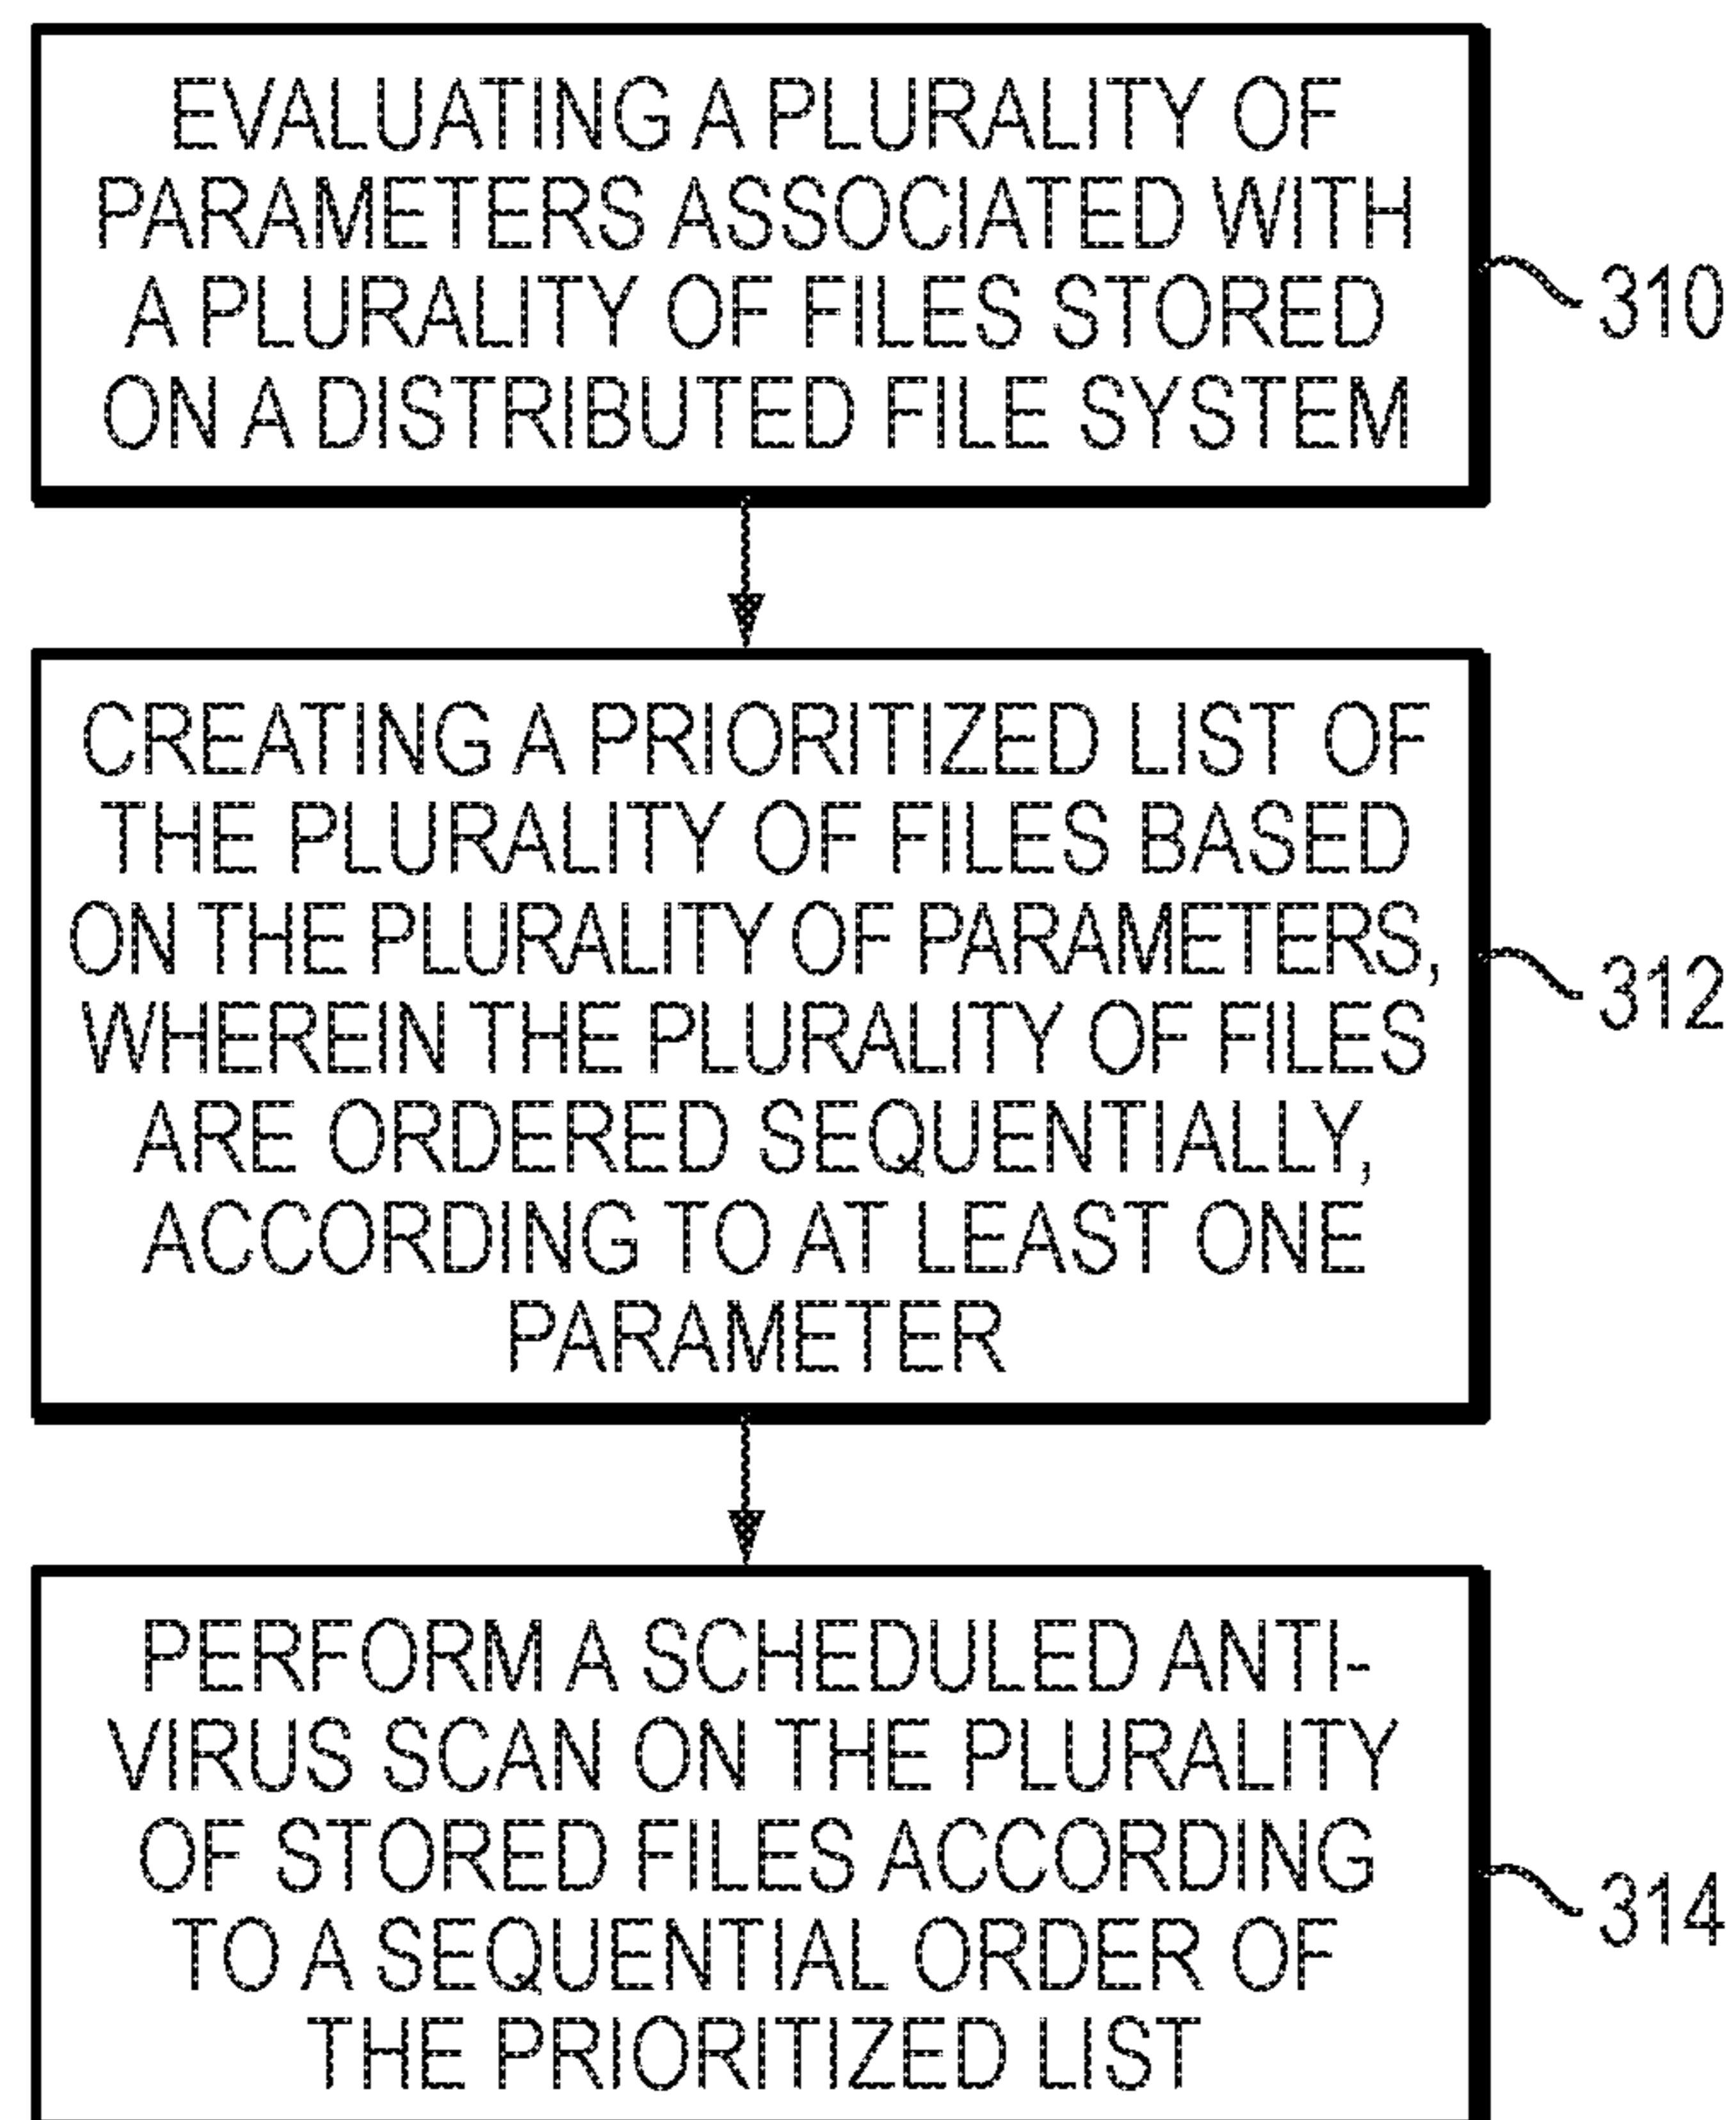 EVALUATING A PLURALITY OF
PARAMETERS ASSOCIATED WITH
A PLURALITY OF FILES STORED
ON A DISTRIBUTED FILE SYSTEM
310
CREATING A PRIORITIZED LIST OF
THE PLURALITY OF FILES BASED
ON THE PLURALITY OF PARAMETERS,
WHEREIN THE PLURALITY OF FILES
ARE ORDERED SEQUENTIALLY,
ACCORDING TO AT LEAST ONE
PARAMETER
312
PERFORM A SCHEDULED ANTI-
VIRUS SCAN ON THE PLURALITY
OF STORED FILES ACCORDING
TO A SEQUENTIAL ORDER OF
THE PRIORITIZED LIST
314